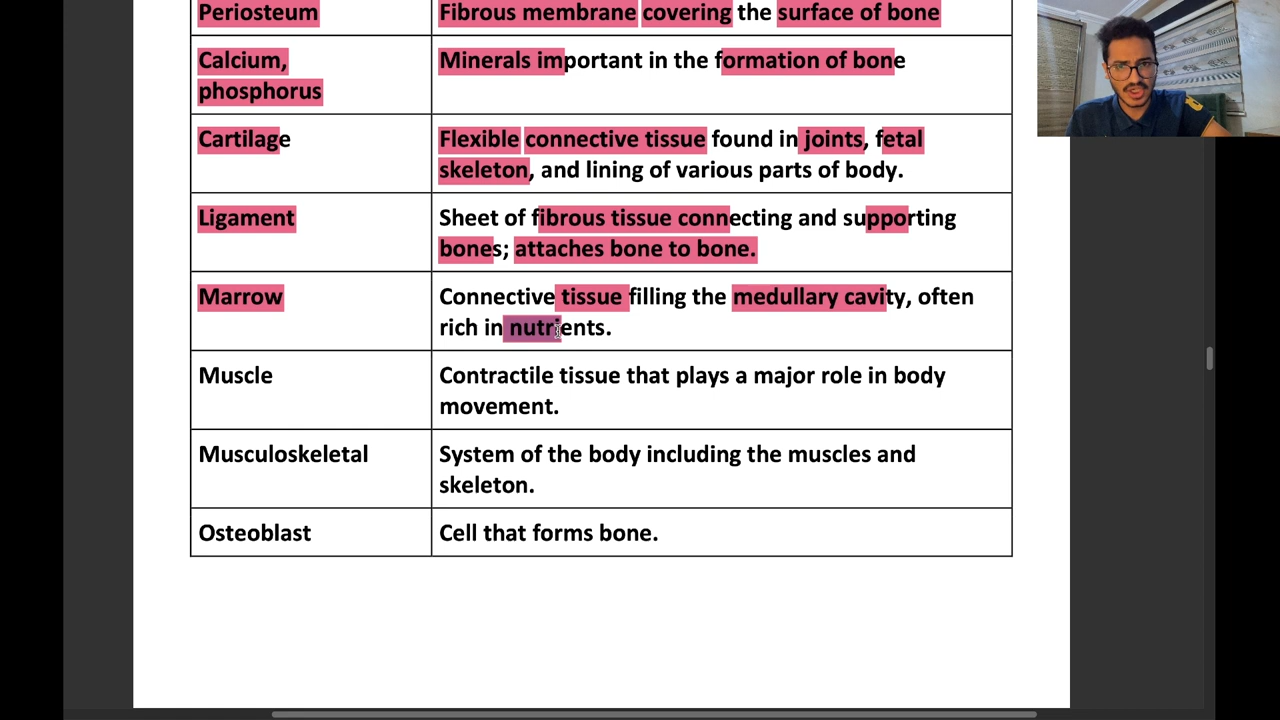 Periosteum
Fibrous membrane covering the surface of bone
Calcium,
phosphorus
Minerals important in the formation of bone
Cartilage
Flexible connective tissue found in joints, fetal
skeleton, and lining of various parts of body.
Ligament
Sheet of fibrous tissue connecting and supporting
bones; attaches bone to bone.
Marrow
Connective tissue filling the medullary cavity, often
rich in nutrients.
Muscle
Contractile tissue that plays a major role in body
movement.
Musculoskeletal
System of the body including the muscles and
skeleton.
Osteoblast
Cell that forms bone.